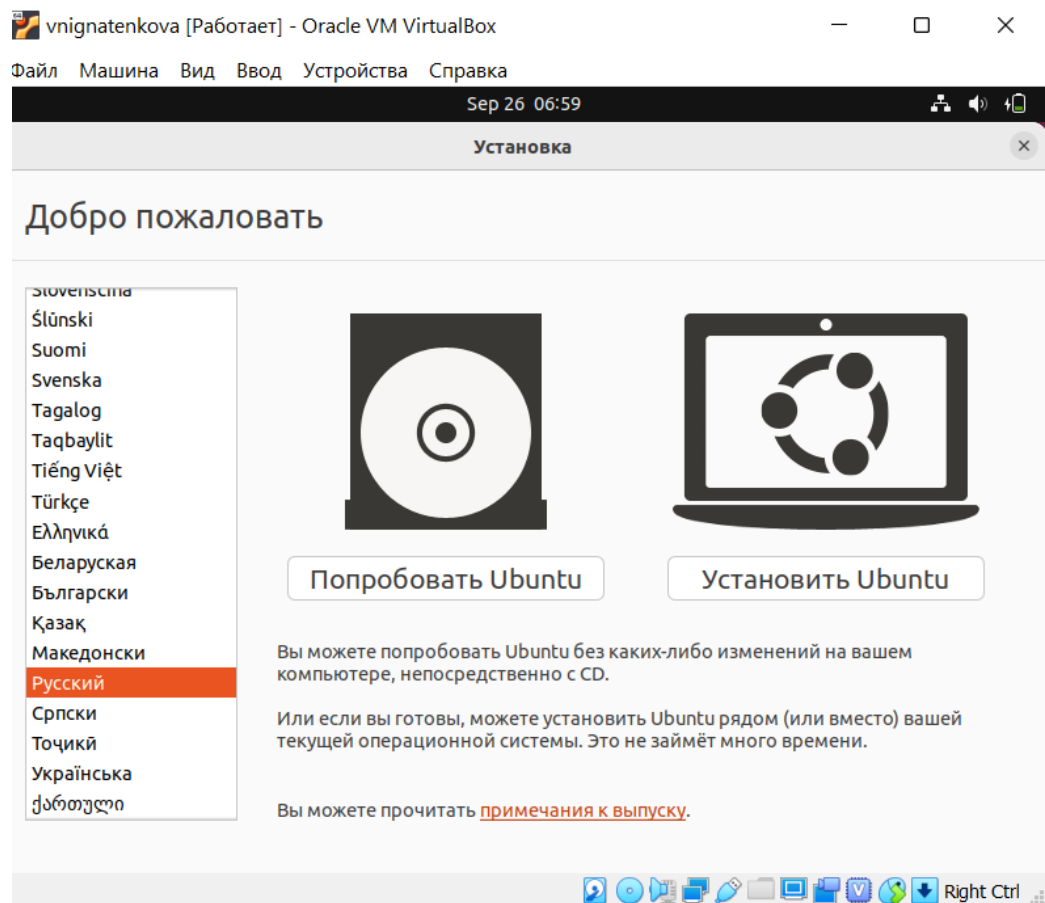 vnignatenkova [Работает] - Oracle VM VirtualBox
Файл Машина Вид Ввод Устройства Справка
Sep 26 06:59
Установка
Добро пожаловать
Slovenščina
Ślůnski
Suomi
Svenska
Tagalog
Taqbaylit
Tiếng Việt
Türkçe
Ελληνικά
Беларуская
Български
Қазақ
Македонски
Русский
Српски
Тоҷикӣ
Українська
ქართული
Попробовать Ubuntu
Установить Ubuntu
Вы можете попробовать Ubuntu без каких-либо изменений на вашем
компьютере, непосредственно с CD.
Или если вы готовы, можете установить Ubuntu рядом (или вместо) вашей
текущей операционной системы. Это не займёт много времени.
Вы можете прочитать примечания к выпуску.
Right Ctrl